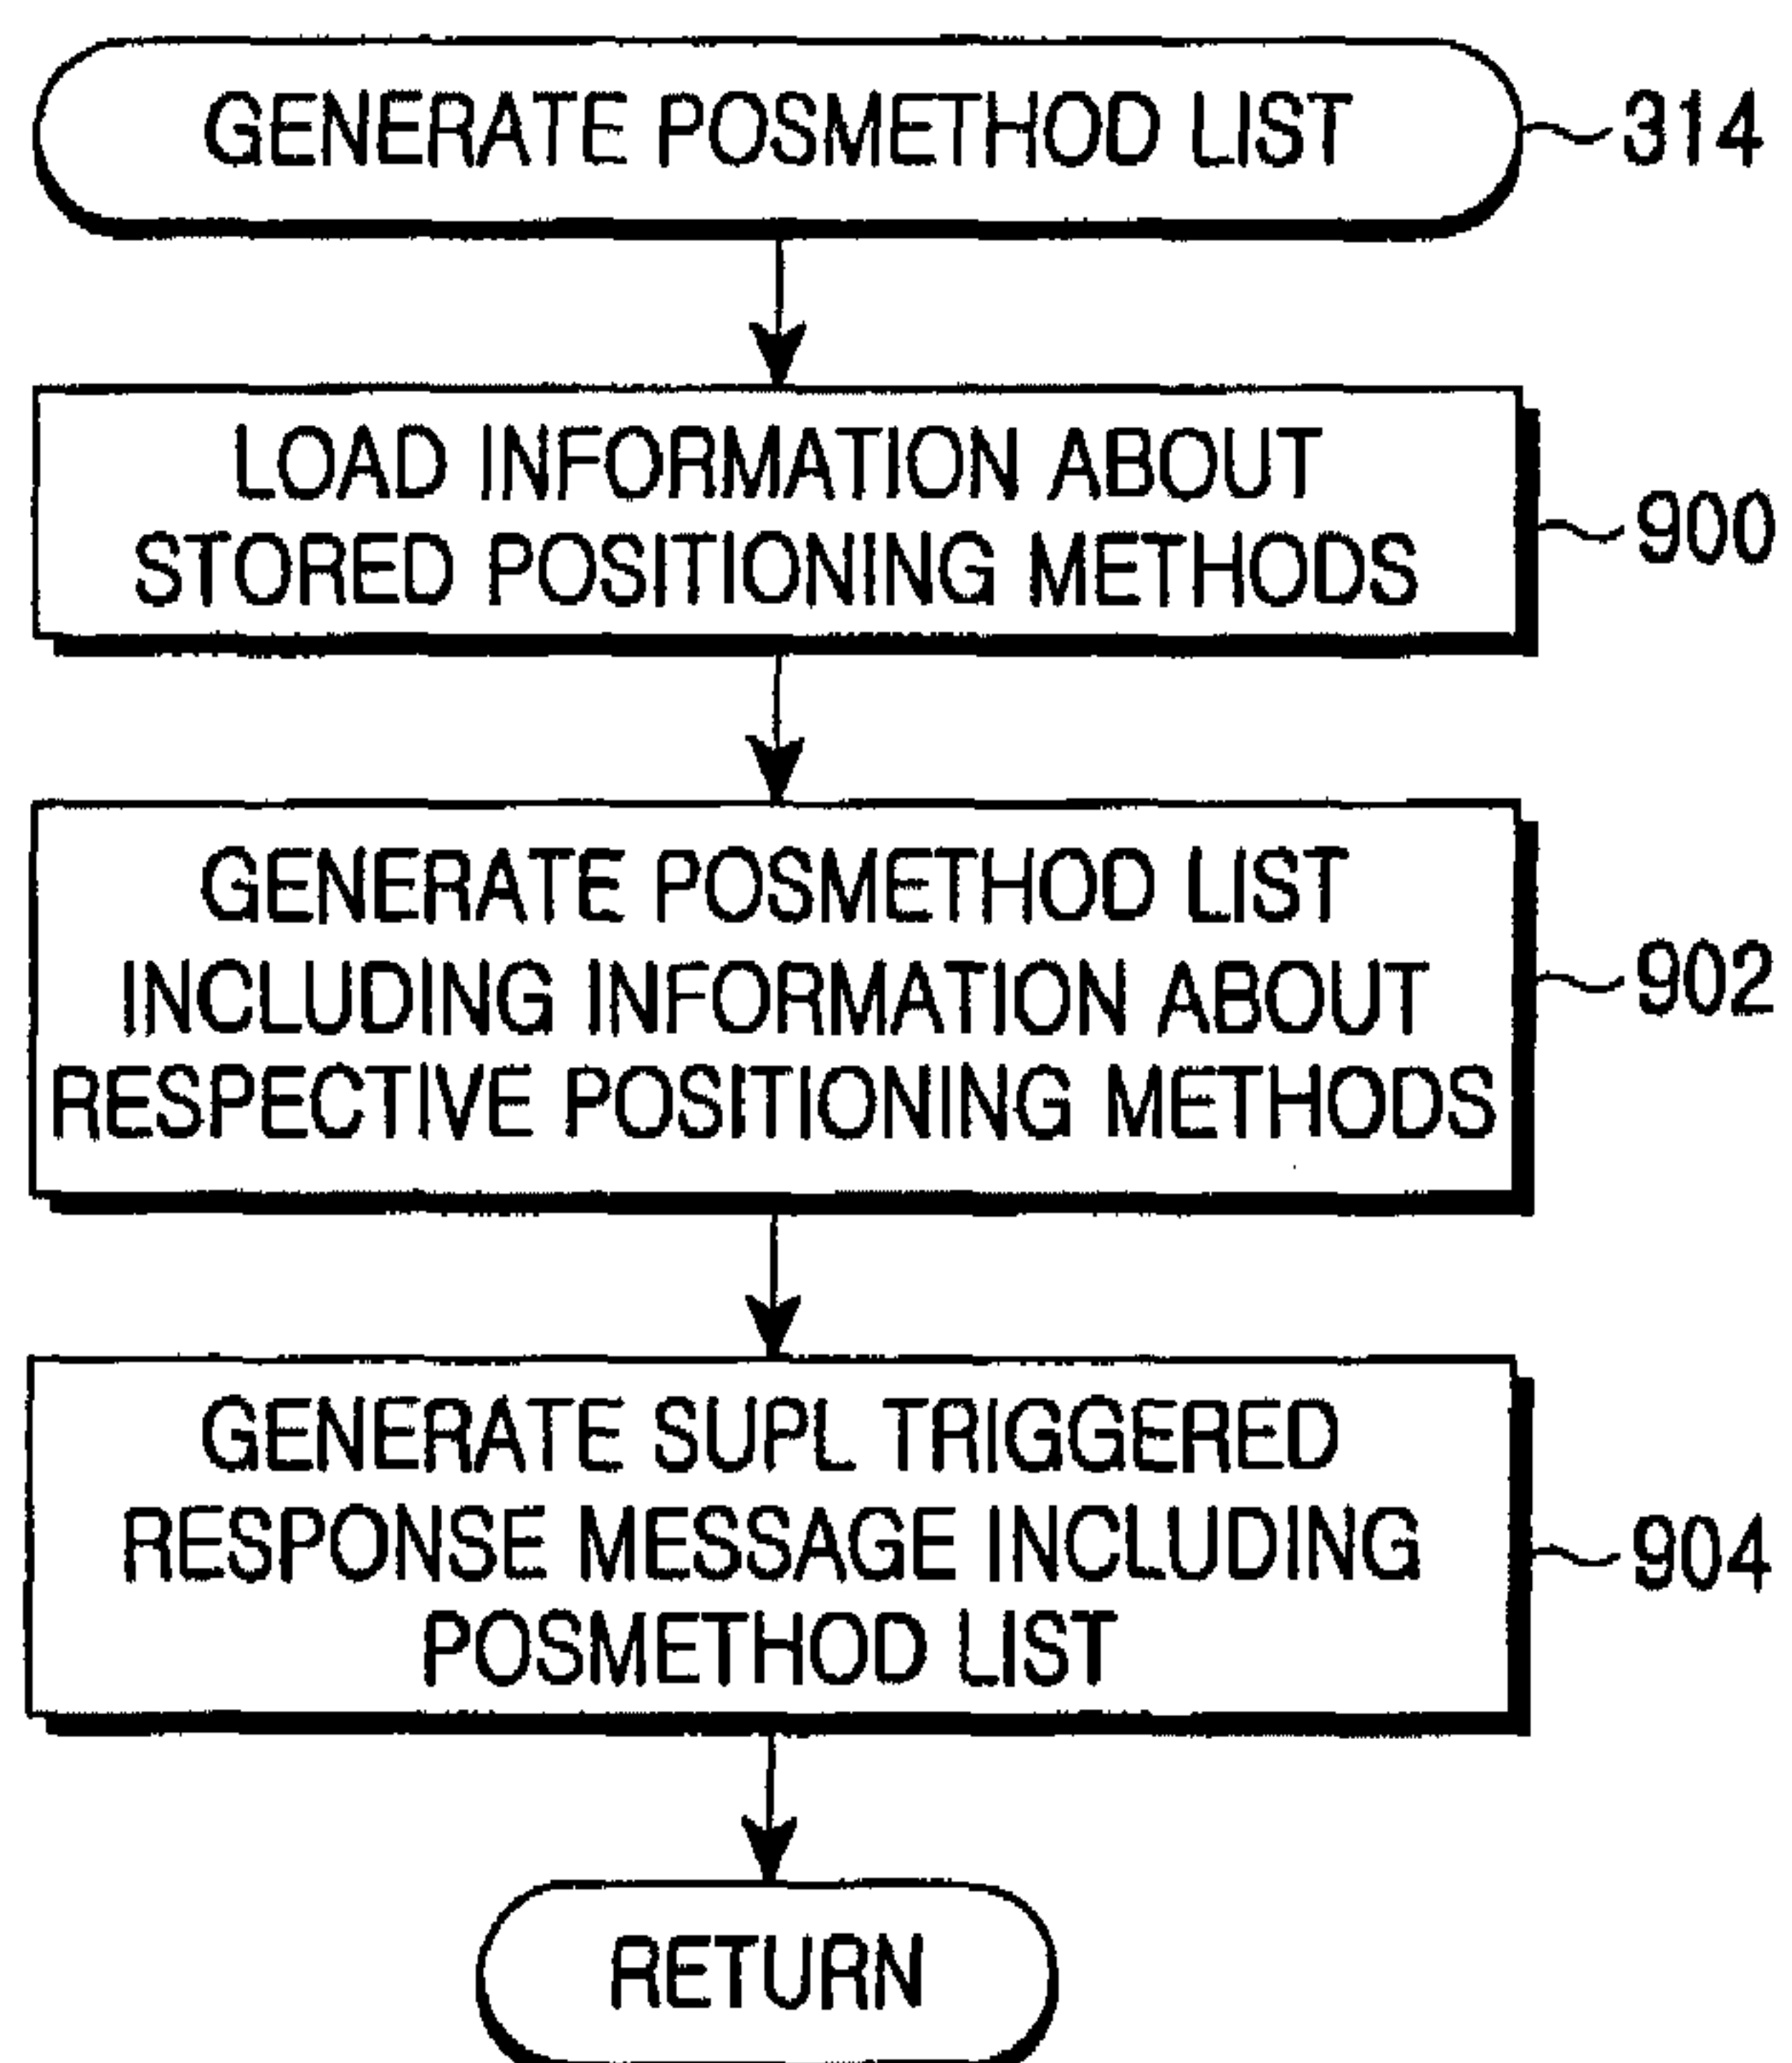 GENERATE POSMETHOD LIST
314
LOAD INFORMATION ABOUT
STORED POSITIONING METHODS
900
GENERATE POSMETHOD LIST
INCLUDING INFORMATION ABOUT
RESPECTIVE POSITIONING METHODS
902
GENERATE SUPL TRIGGERED
RESPONSE MESSAGE INCLUDING
POSMETHOD LIST
904
RETURN